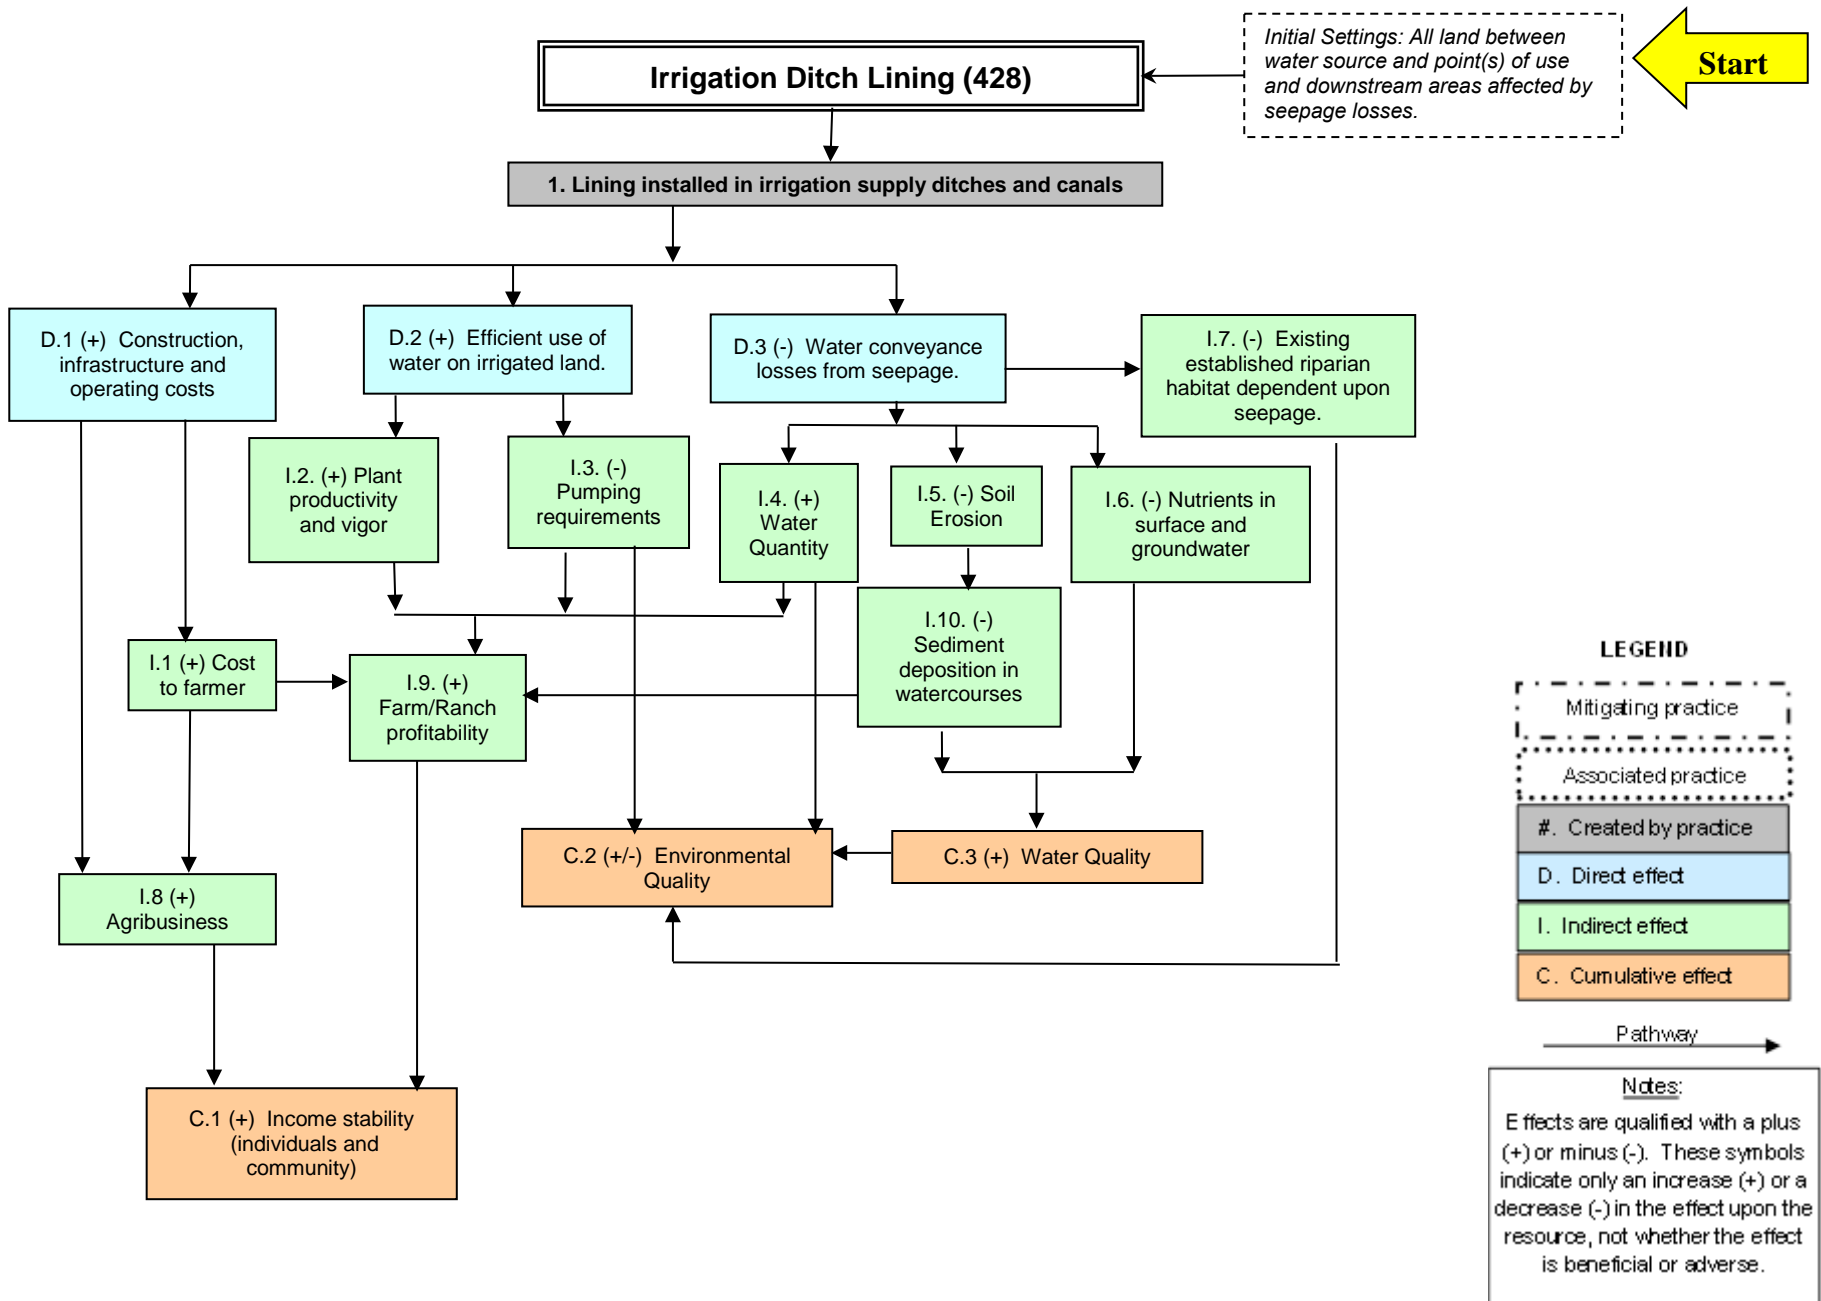 Irrigation Ditch Lining (428)
Initial Settings: All land between
water source and point(s) of use
and downstream areas affected by
seepage losses.
Start
1. Lining installed in irrigation supply ditches and canals
D.1 (+) Construction,
infrastructure and
operating costs
D.2 (+) Efficient use of
water on irrigated land.
D.3 (-) Water conveyance
losses from seepage.
I.7. (-) Existing
established riparian
habitat dependent upon
seepage.
I.2. (+) Plant
productivity
and vigor
I.3. (-)
Pumping
requirements
I.4. (+)
Water
Quantity
I.5. (-) Soil
Erosion
I.6. (-) Nutrients in
surface and
groundwater
I.1 (+) Cost
to farmer
I.9. (+)
Farm/Ranch
profitability
I.10. (-)
Sediment
deposition in
watercourses
C.2 (+/-) Environmental
Quality
C.3 (+) Water Quality
I.8 (+)
Agribusiness
C.1 (+) Income stability
(individuals and
community)
LEGEND
Mitigating practice
Associated practice
#. Created by practice
D. Direct effect
I. Indirect effect
C. Cumulative effect
Pathway
Notes:
Effects are qualified with a plus
(+) or minus (-). These symbols
indicate only an increase (+) or a
decrease (-) in the effect upon the
resource, not whether the effect
is beneficial or adverse.